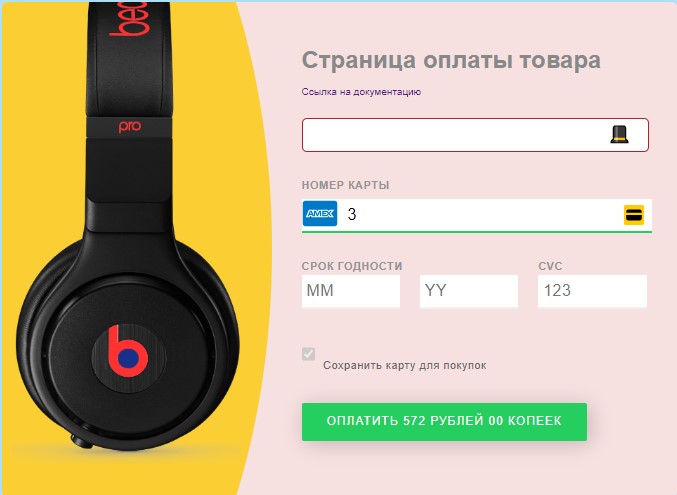 beats
pro
b
Страница оплаты товара
Ссылка на документацию
НОМЕР КАРТЫ
AMEX 3
СРОК ГОДНОСТИ CVC
MM YY 123
Сохранить карту для покупок
ОПЛАТИТЬ 572 РУБЛЕЙ 00 КОПЕЕК